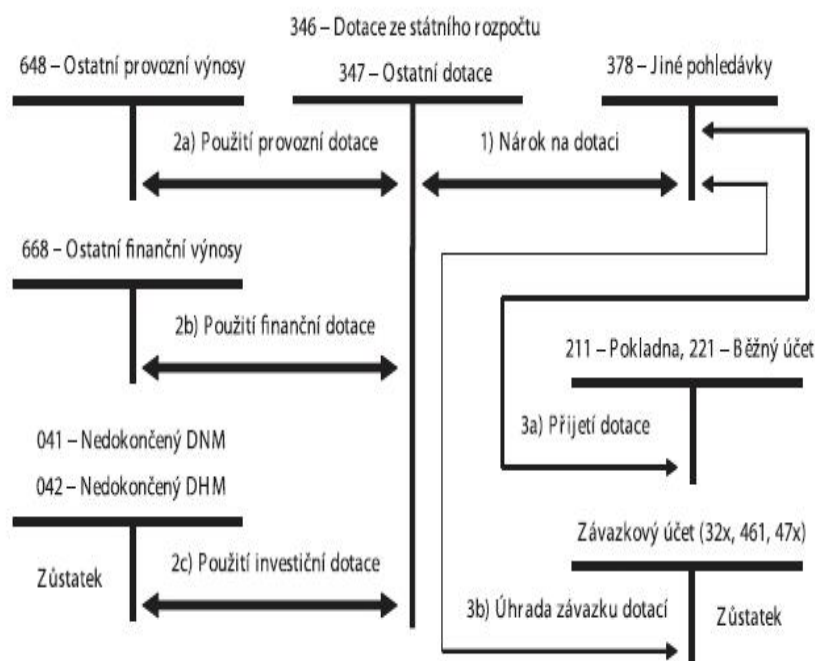 346 – Dotace ze státního rozpočtu
648 – Ostatní provozní výnosy
347 – Ostatní dotace
378 – Jiné pohledávky
2a) Použití provozní dotace
1) Nárok na dotaci
668 – Ostatní finanční výnosy
2b) Použití finanční dotace
211 – Pokladna, 221 – Běžný účet
3a) Přijetí dotace
041 – Nedokončený DNM
042 – Nedokončený DHM
Závazkový účet (32x, 461, 47x)
Zůstatek
2c) Použití investiční dotace
3b) Úhrada závazku dotací
Zůstatek